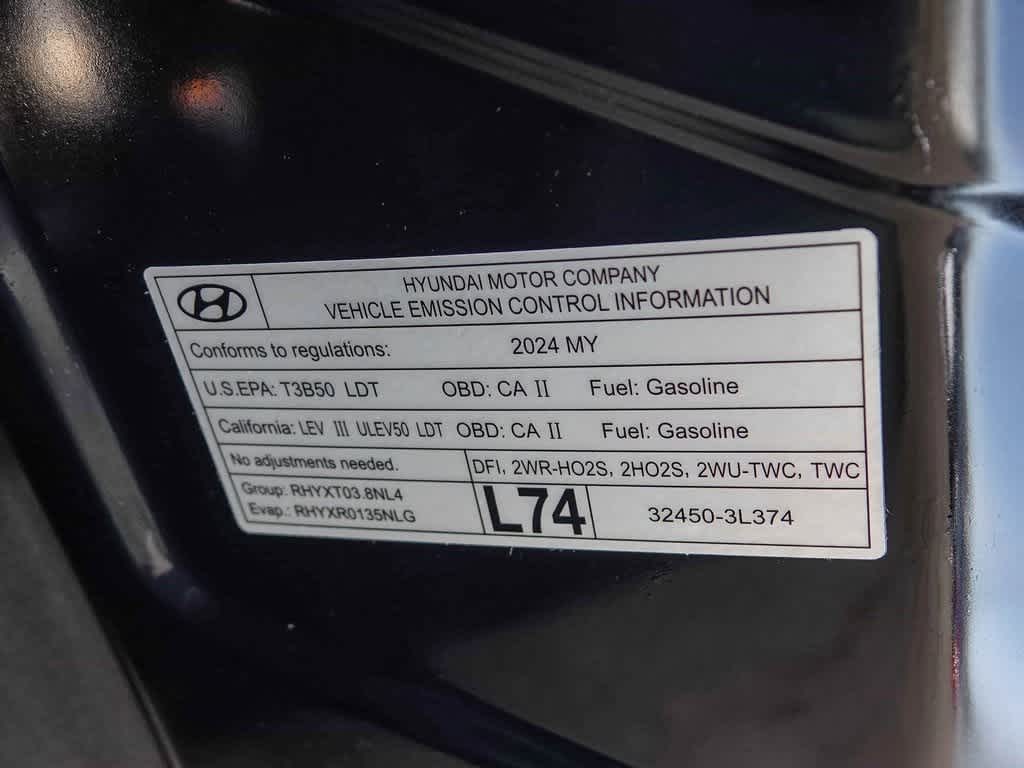 HYUNDAI MOTOR COMPANY
VEHICLE EMISSION CONTROL INFORMATION
Conforms to regulations: 2024 MY
U.S.EPA: T3B50 LDT OBD: CA II Fuel: Gasoline
California: LEV III ULEV50 LDT OBD: CA II Fuel: Gasoline
No adjustments needed. DFI, 2WR-HO2S, 2HO2S, 2WU-TWC, TWC
Group: RHYXT03.8NL4
Evap.: RHYXR0135NLG
L74
32450-3L374